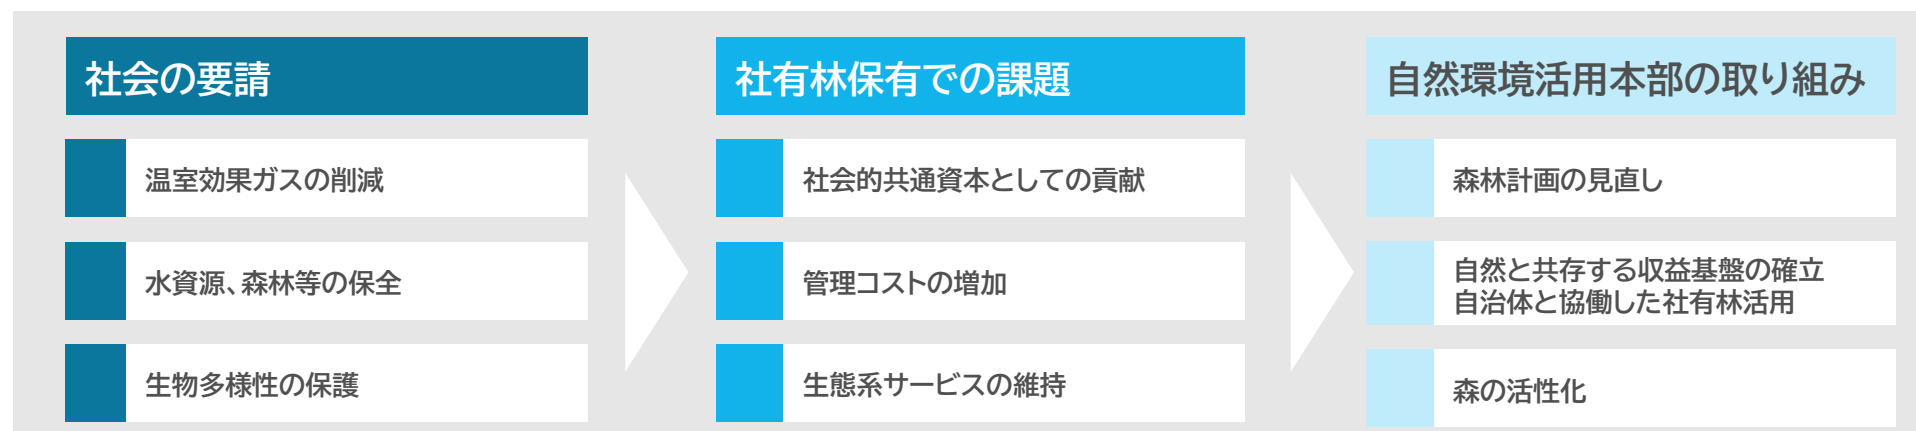 社会の要請
温室効果ガスの削減
水資源、森林等の保全
生物多様性の保護
社有林保有での課題
社会的共通資本としての貢献
管理コストの増加
生態系サービスの維持
自然環境活用本部の取り組み
森林計画の見直し
自然と共存する収益基盤の確立
自治体と協働した社有林活用
森の活性化